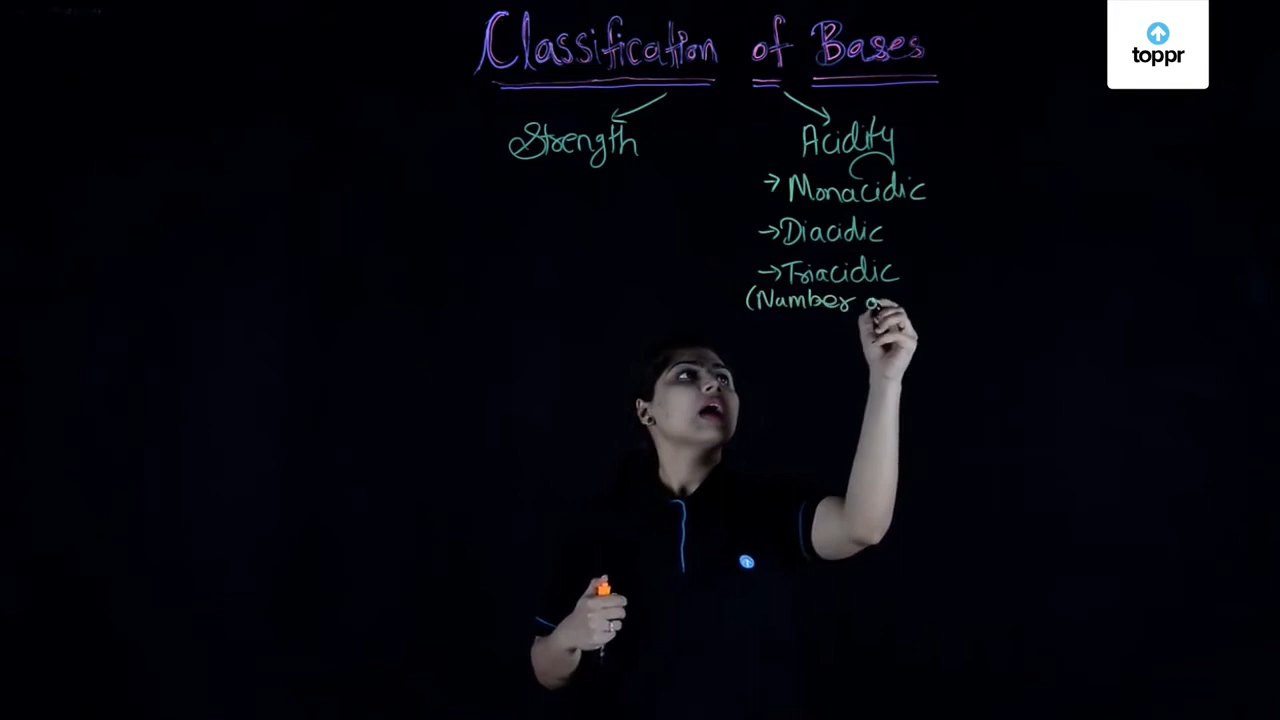 Classification of Bases
toppr
Strength
Acidity
→ Monacidic
→ Diacidic
→ Triacidic
(Number